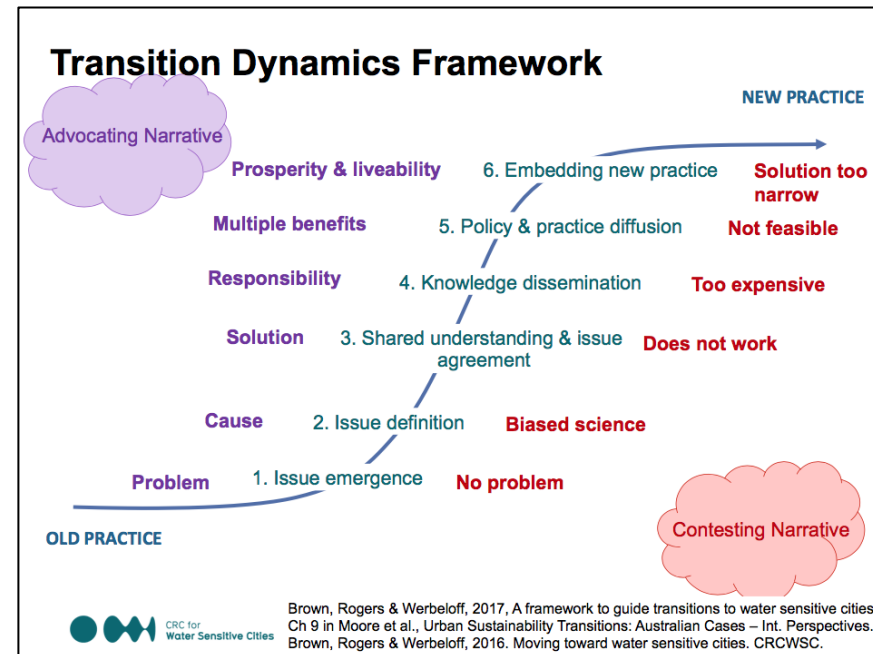 Transition Dynamics Framework
Advocating Narrative
NEW PRACTICE
Prosperity & liveability
6. Embedding new practice
Solution too
narrow
Multiple benefits
5. Policy & practice diffusion
Not feasible
Responsibility
4. Knowledge dissemination
Too expensive
Solution
3. Shared understanding & issue
agreement
Does not work
Cause
2. Issue definition
Biased science
Problem
1. Issue emergence
No problem
OLD PRACTICE
Contesting Narrative
CRC for
Water Sensitive Cities
Brown, Rogers & Werbeloff, 2017, A framework to guide transitions to water sensitive cities
Ch 9 in Moore et al., Urban Sustainability Transitions: Australian Cases – Int. Perspectives.
Brown, Rogers & Werbeloff, 2016. Moving toward water sensitive cities. CRCWSC.